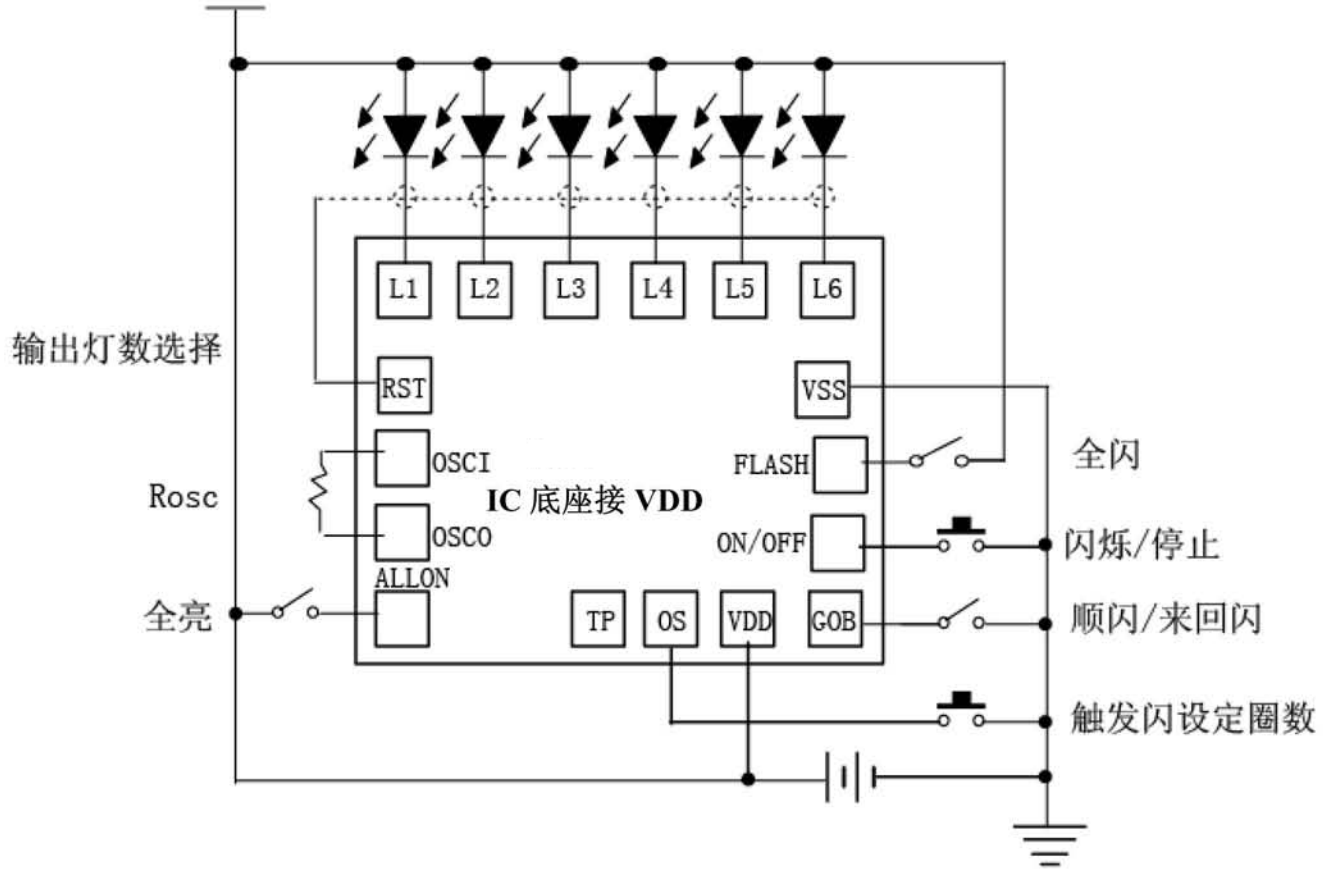 L1 L2 L3 L4 L5 L6
输出灯数选择
RST
VSS
OSCI
FLASH
全闪
Rosc
IC 底座接 VDD
OSCO
ON/OFF
闪烁/停止
ALLON
全亮
TP OS VDD GOB
顺闪/来回闪
触发闪设定圈数